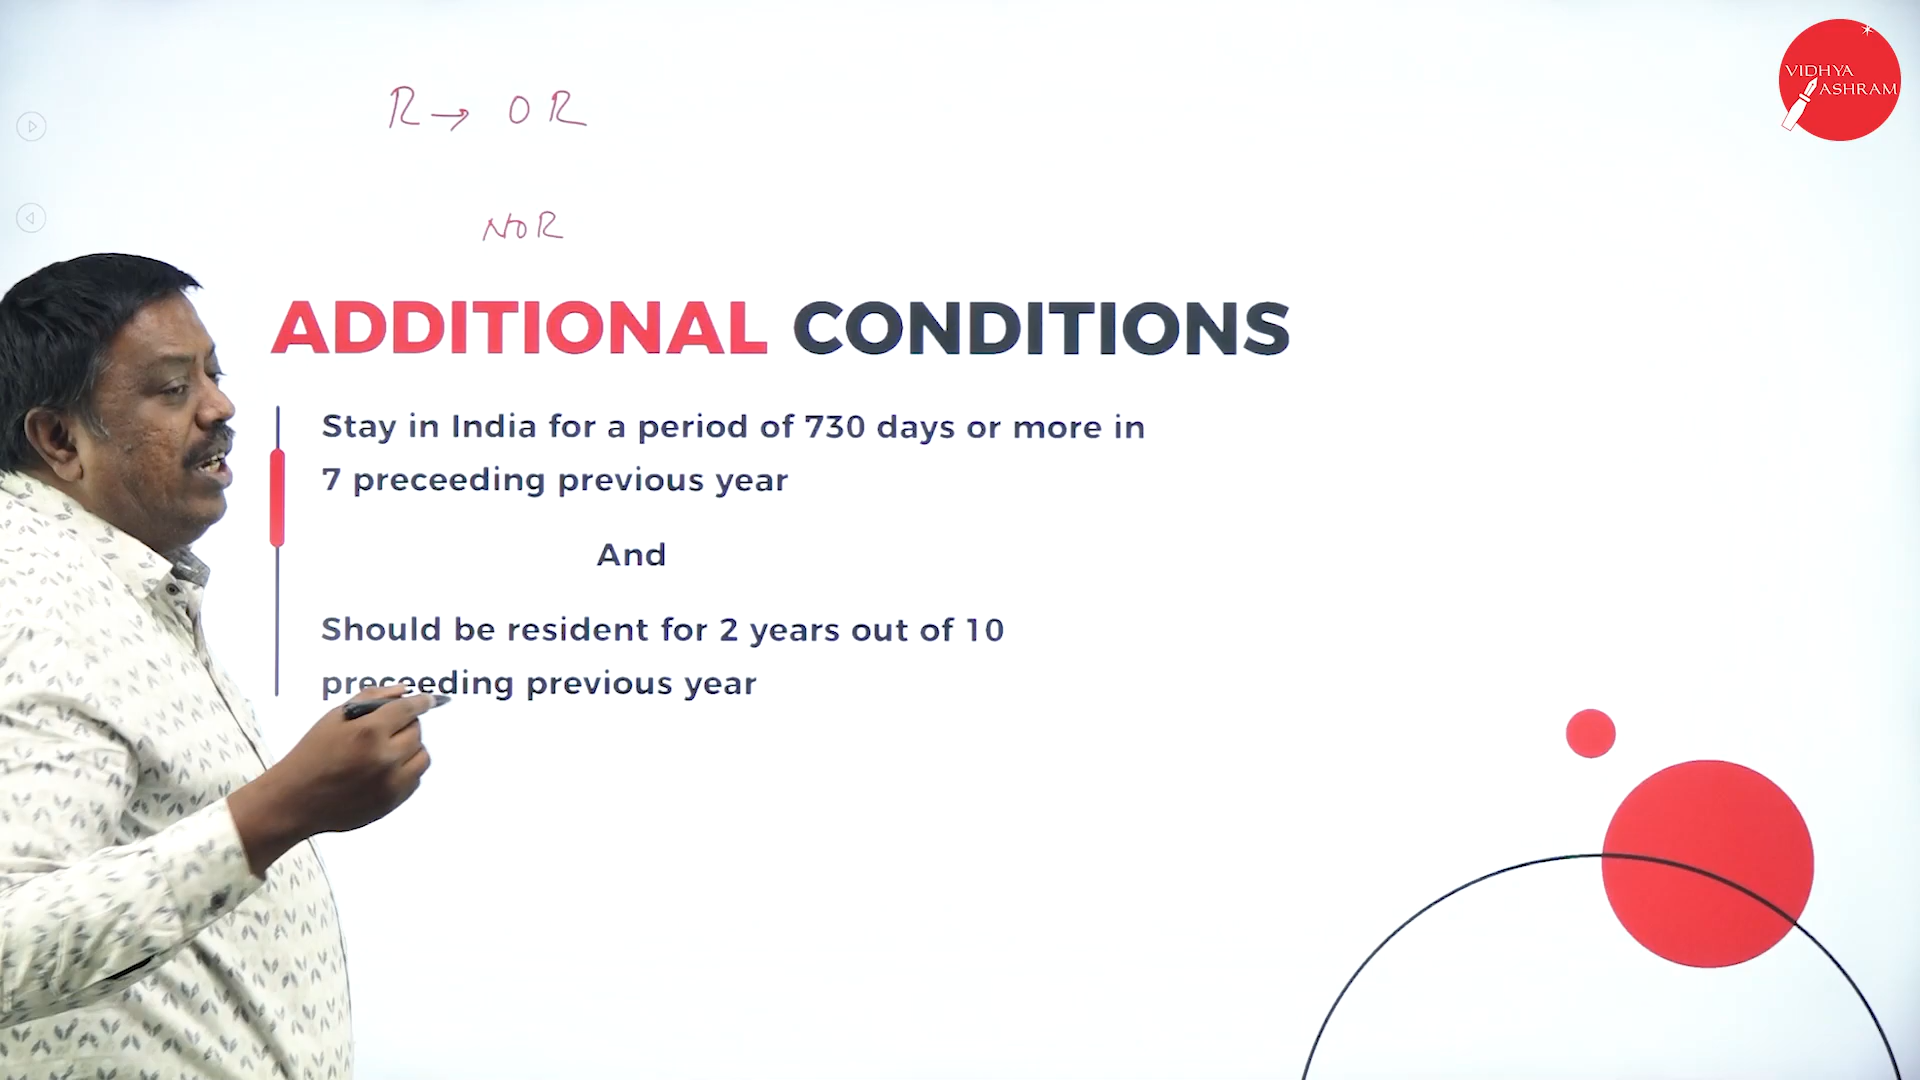 VIDHYA
ASHRAM
R → OR
NOR
ADDITIONAL CONDITIONS
Stay in India for a period of 730 days or more in
7 preceeding previous year
And
Should be resident for 2 years out of 10
preceeding previous year